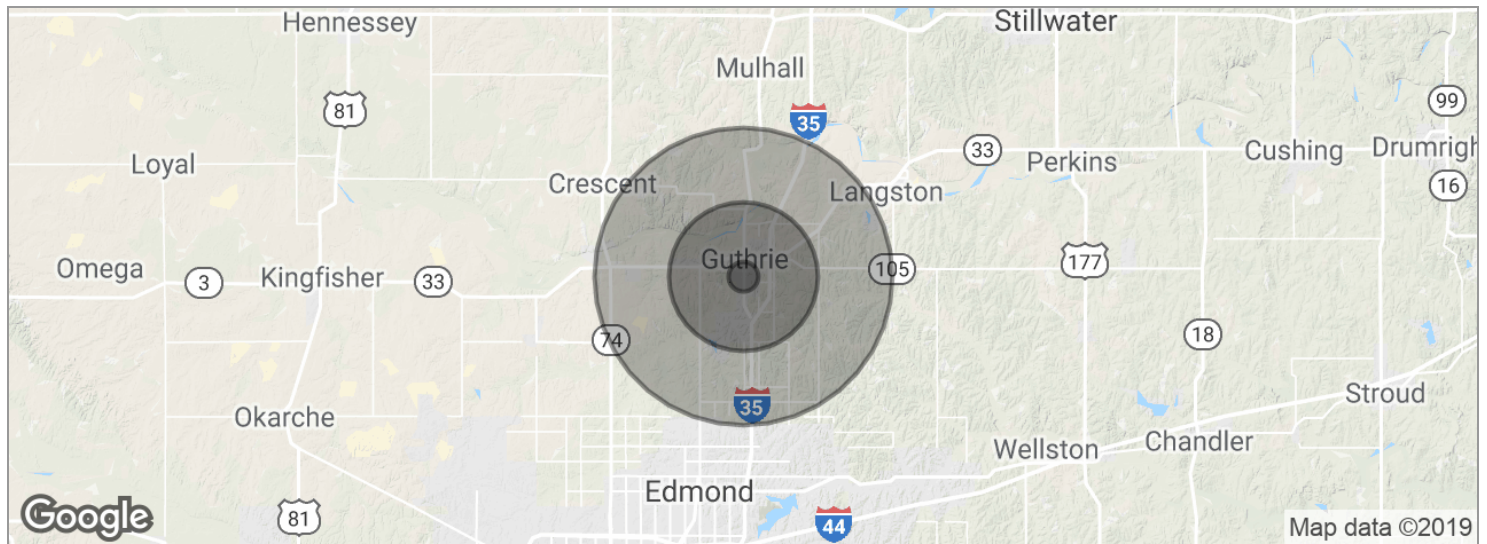 Hennessey
Stillwater
Mulhall
81
35
99
33
Loyal
Perkins
Cushing
Drumrigh
Crescent
Langston
16
Guthrie
Omega
3
Kingfisher
33
105
177
74
18
35
Stroud
Okarche
Wellston
Chandler
Edmond
Google
81
44
Map data ©2019